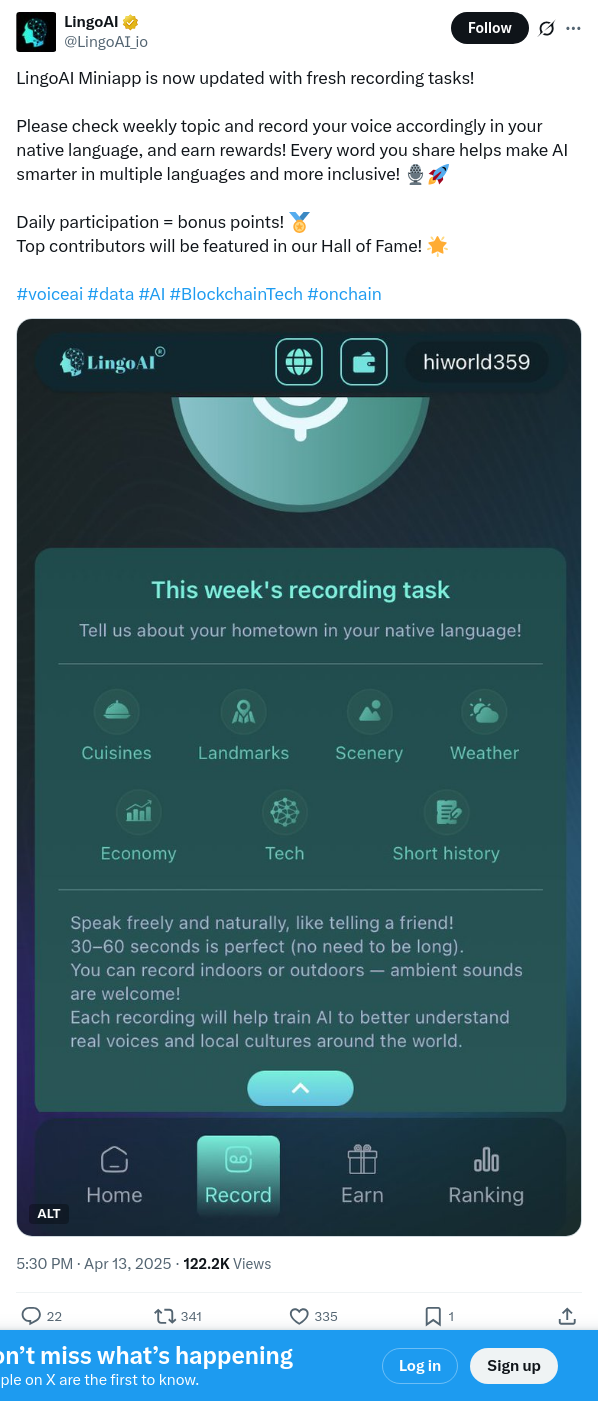 LingoAI
@LingoAI_io
Follow
LingoAI Miniapp is now updated with fresh recording tasks!
Please check weekly topic and record your voice accordingly in your
native language, and earn rewards! Every word you share helps make AI
smarter in multiple languages and more inclusive! 🎙️🚀
Daily participation = bonus points! 🏅
Top contributors will be featured in our Hall of Fame! 🌟
#voiceai #data #AI #BlockchainTech #onchain
LingoAI®
hiworld359
This week's recording task
Tell us about your hometown in your native language!
Cuisines Landmarks Scenery Weather
Economy Tech Short history
Speak freely and naturally, like telling a friend!
30–60 seconds is perfect (no need to be long).
You can record indoors or outdoors — ambient sounds
are welcome!
Each recording will help train AI to better understand
real voices and local cultures around the world.
Home Record Earn Ranking
ALT
5:30 PM · Apr 13, 2025 · 122.2K Views
22 341 335 1
on’t miss what’s happening
ple on X are the first to know.
Log in
Sign up